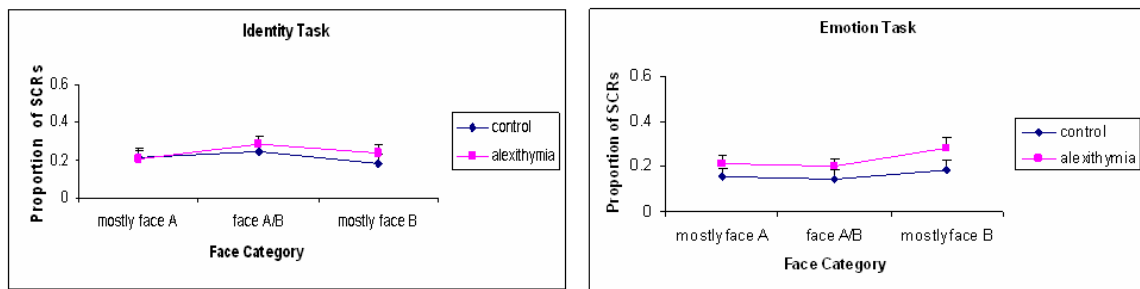 Identity Task
Proportion of SCRs
0.6
0.4
0.2
0
mostly face A
face A/B
mostly face B
Face Category
control
alexithymia
Emotion Task
Proportion of SCRs
0.6
0.4
0.2
0
mostly face A
face A/B
mostly face B
Face Category
control
alexithymia